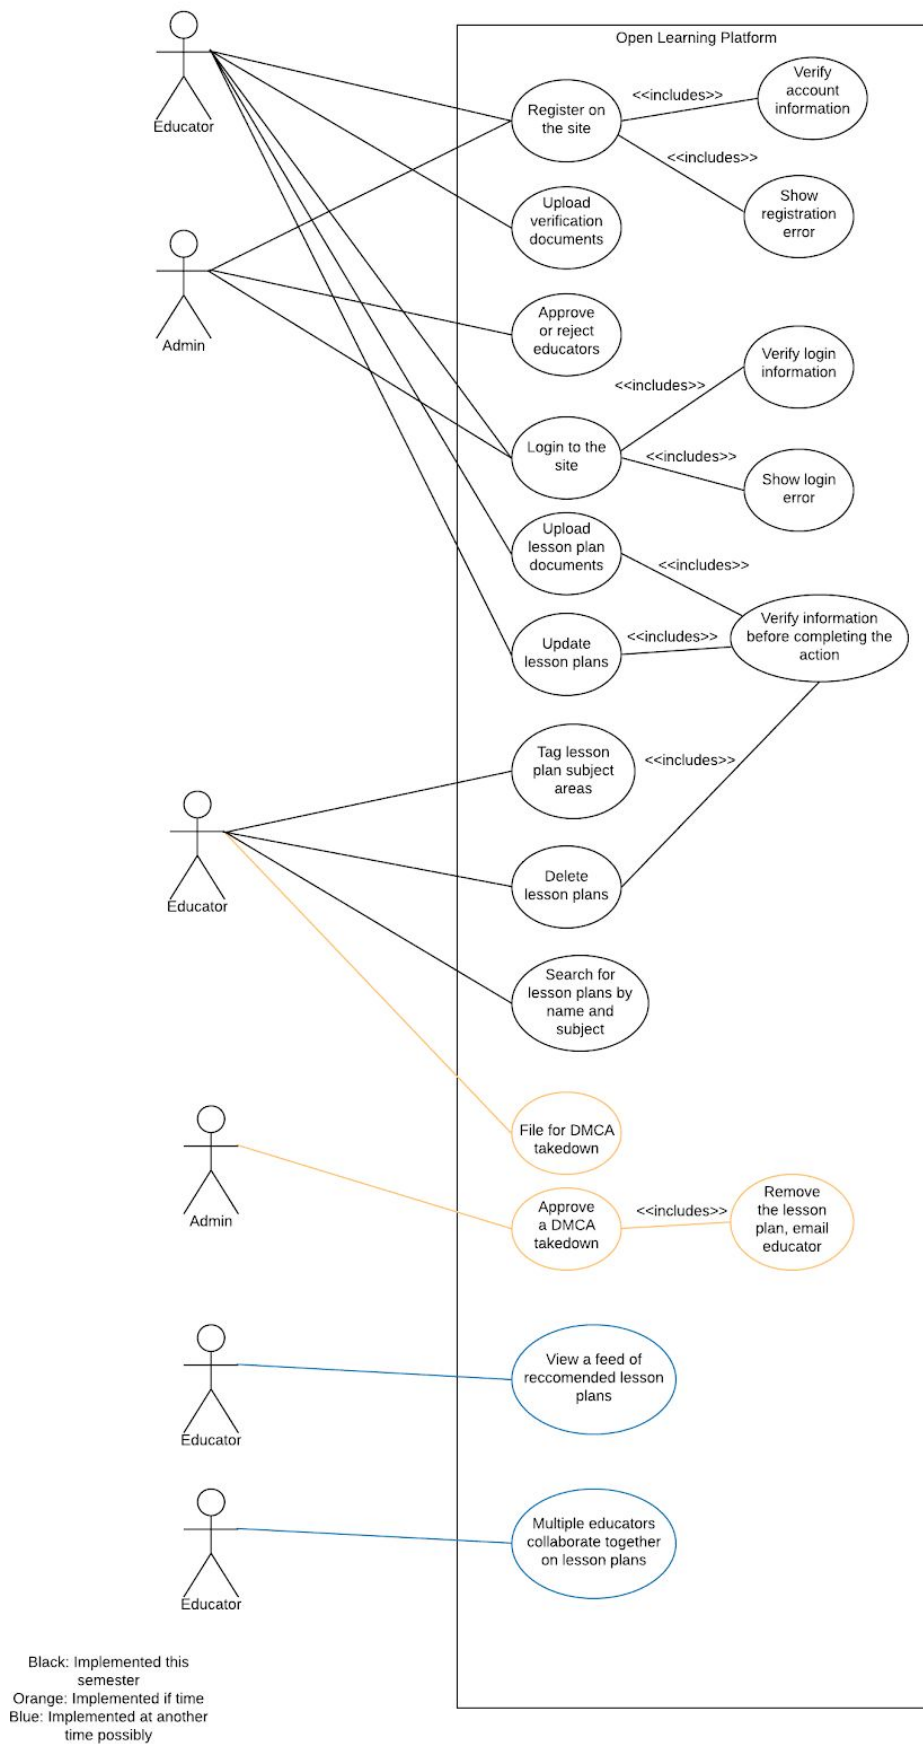 Open Learning Platform
Educator
Register on
the site
<<includes>>
Verify
account
information
<<includes>>
Show
registration
error
Upload
verification
documents
Admin
Approve
or reject
educators
Verify login
information
<<includes>>
Login to the
site
<<includes>>
Show login
error
Upload
lesson plan
documents
<<includes>>
Update
lesson plans
<<includes>>
Verify information
before completing the
action
Tag lesson
plan subject
areas
<<includes>>
Educator
Delete
lesson plans
Search for
lesson plans by
name and
subject
File for DMCA
takedown
Admin
Approve
a DMCA
takedown
<<includes>>
Remove
the lesson
plan, email
educator
Educator
View a feed of
reccomended lesson
plans
Educator
Multiple educators
collaborate together
on lesson plans
Black: Implemented this
semester
Orange: Implemented if time
Blue: Implemented at another
time possibly